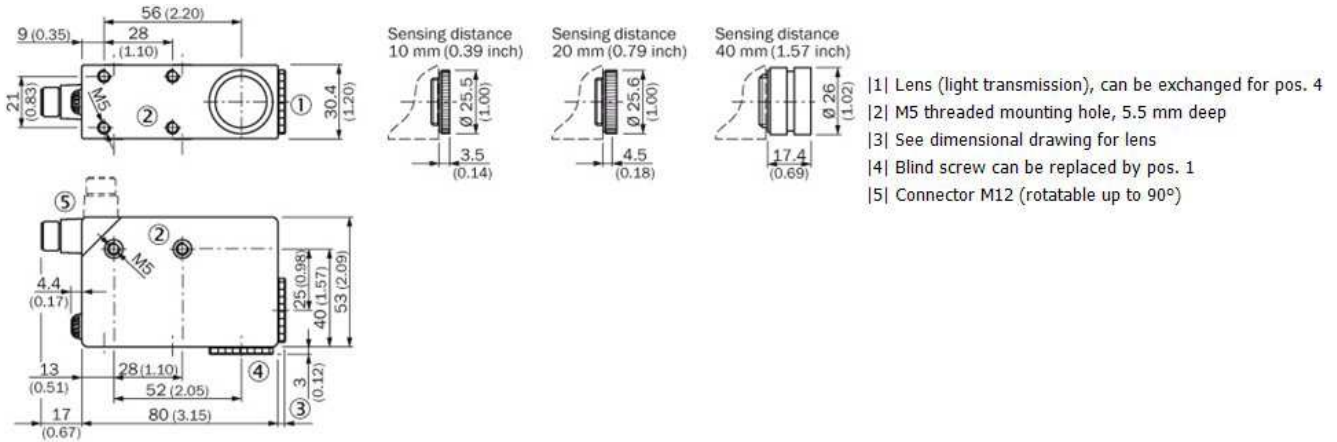 56 (2.20)
9 (0.35)
28
(1.10)
21
(0.83)
M5
②
①
30.4
(1.20)
Sensing distance
10 mm (0.39 inch)
Ø 25.5
(1.00)
3.5
(0.14)
Sensing distance
20 mm (0.79 inch)
Ø 25.6
(1.00)
4.5
(0.18)
Sensing distance
40 mm (1.57 inch)
Ø 26
(1.02)
17.4
(0.69)
|1| Lens (light transmission), can be exchanged for pos. 4
|2| M5 threaded mounting hole, 5.5 mm deep
|3| See dimensional drawing for lens
|4| Blind screw can be replaced by pos. 1
|5| Connector M12 (rotatable up to 90º)
⑤
②
M5
4.4
(0.17)
25 (0.98)
40 (1.57)
53 (2.09)
13
(0.51)
28 (1.10)
④
3
(0.12)
52 (2.05)
③
17
(0.67)
80 (3.15)